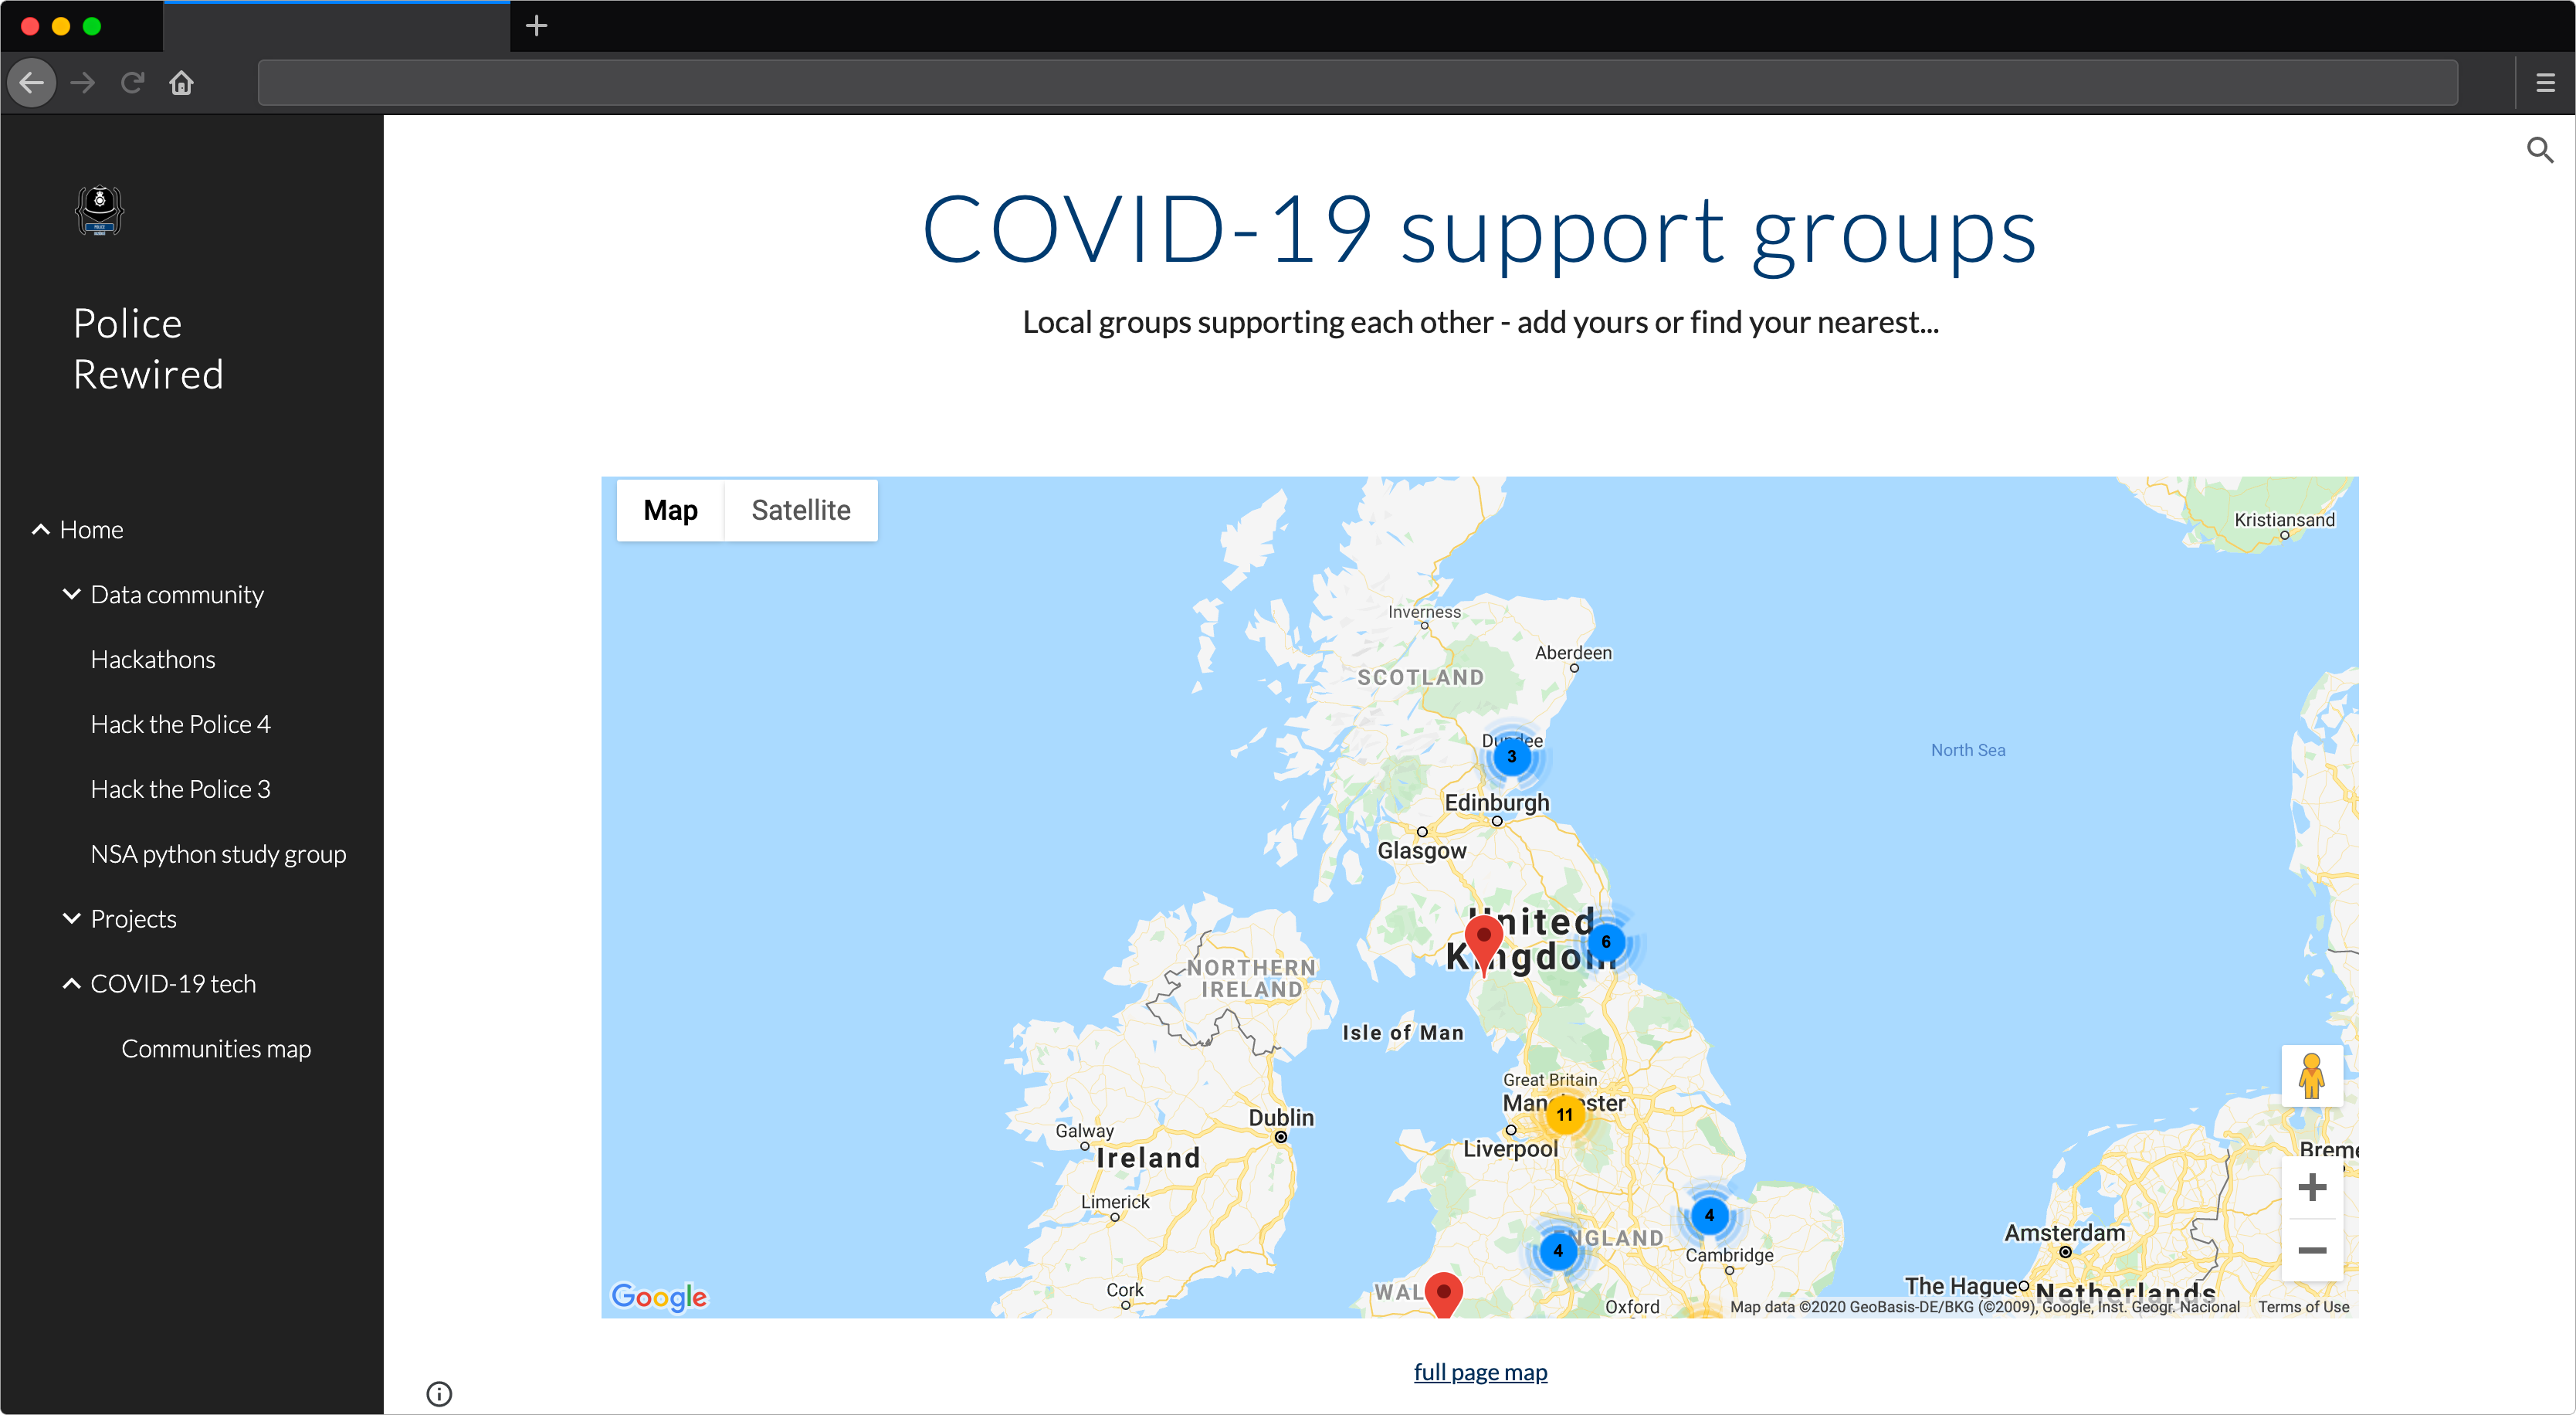 Police
Rewired
Home
Data community
Hackathons
Hack the Police 4
Hack the Police 3
NSA python study group
Projects
COVID-19 tech
Communities map
COVID-19 support groups
Local groups supporting each other - add yours or find your nearest...
Map
Satellite
Kristiansand
Inverness
Aberdeen
SCOTLAND
Dundee
3
North Sea
Edinburgh
Glasgow
United
Kingdom
6
NORTHERN
IRELAND
Isle of Man
Great Britain
Manchester
11
Liverpool
Dublin
Galway
Ireland
Limerick
Cork
4
4
ENGLAND
Cambridge
WAL
Oxford
Breme
Amsterdam
The Hague
Netherlands
Google
Map data ©2020 GeoBasis-DE/BKG (©2009), Google, Inst. Geogr. Nacional
Terms of Use
full page map